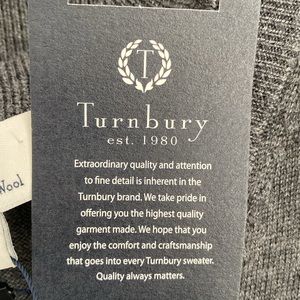 T
Turnbury
est. 1980
Extraordinary quality and attention
to fine detail is inherent in the
Turnbury brand. We take pride in
offering you the highest quality
garment made. We hope that you
enjoy the comfort and craftsmanship
that goes into every Turnbury sweater.
Quality always matters.
Wool